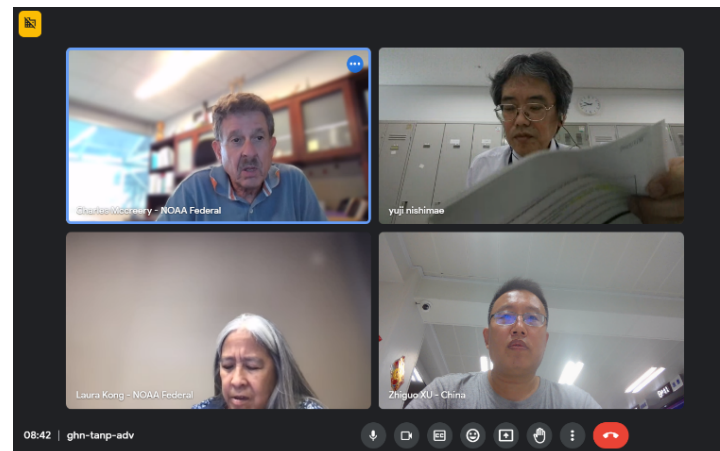 Charles Mccreery - NOAA Federal
yuji nishimae
Laura Kong - NOAA Federal
Zhiguo XU - China
08:42 | ghn-tanp-adv